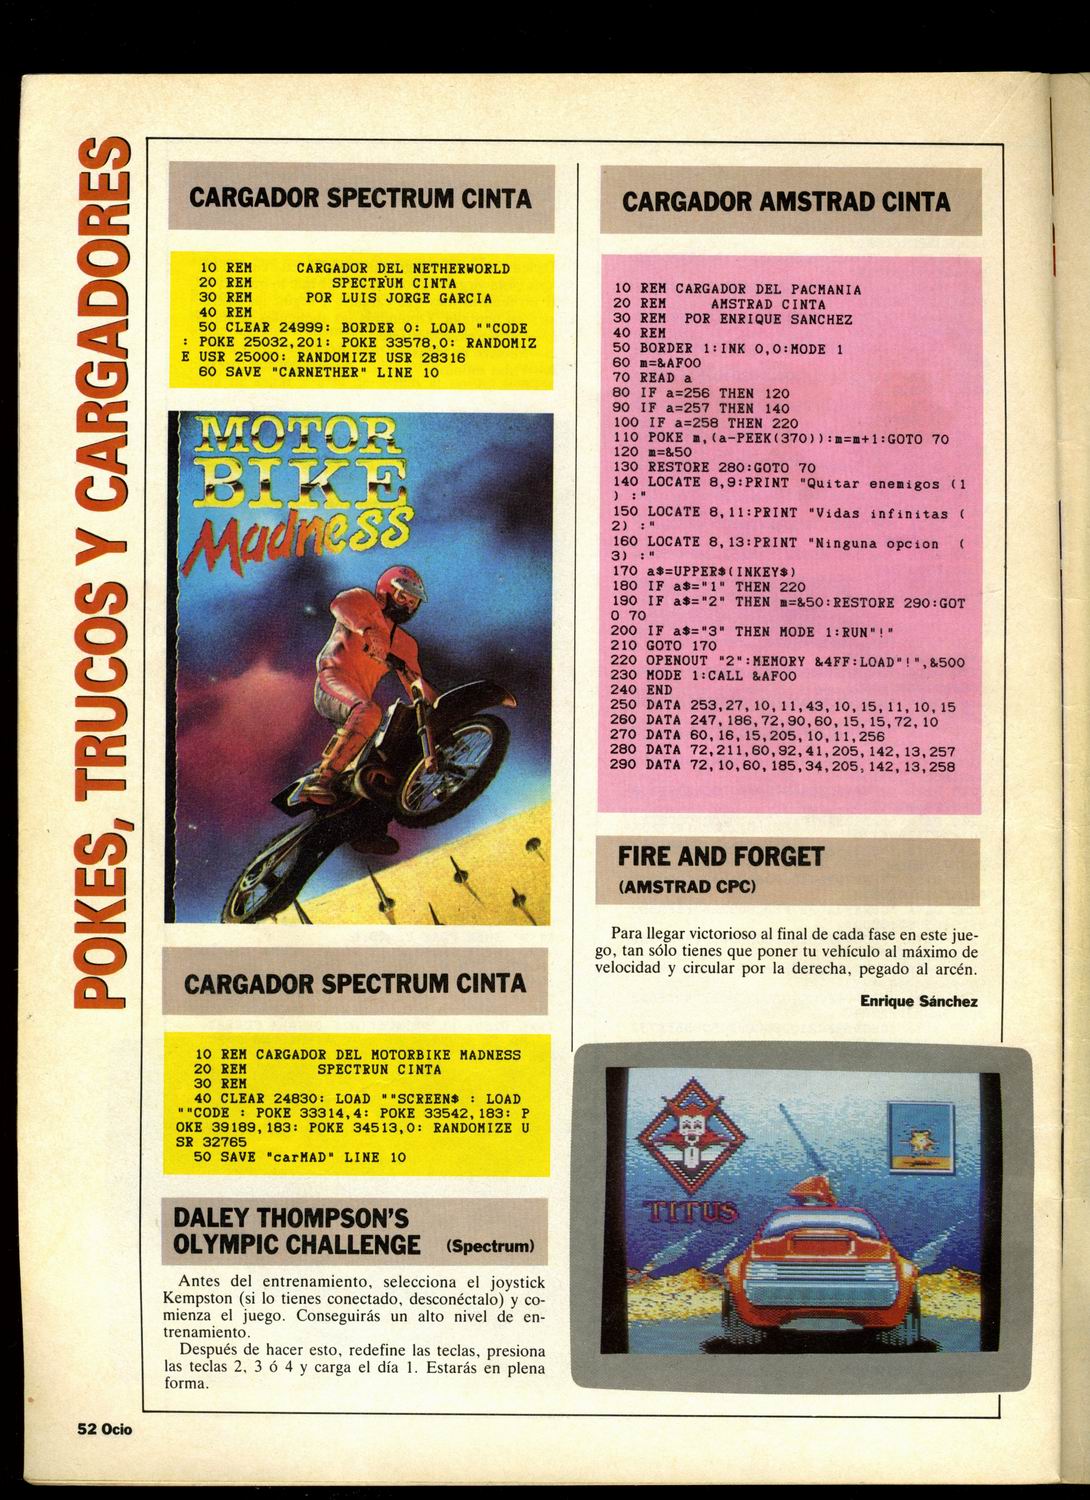 POKES, TRUCOS Y CARGADORES
CARGADOR SPECTRUM CINTA
10 REM CARGADOR DEL NETHERWORLD
20 REM SPECTRUM CINTA
30 REM POR LUIS JORGE GARCIA
40 REM
50 CLEAR 24999: BORDER 0: LOAD ""CODE
: POKE 25032,201: POKE 33578,0: RANDOMIZ
E USR 25000: RANDOMIZE USR 28316
60 SAVE "CARNETHER" LINE 10
MOTOR
BIKE
Madness
CARGADOR SPECTRUM CINTA
10 REM CARGADOR DEL MOTORBIKE MADNESS
20 REM SPECTRUN CINTA
30 REM
40 CLEAR 24830: LOAD ""SCREEN$ : LOAD
""CODE : POKE 33314,4: POKE 33542,183: P
OKE 39189,183: POKE 34513,0: RANDOMIZE U
SR 32765
50 SAVE "carMAD" LINE 10
DALEY THOMPSON'S
OLYMPIC CHALLENGE (Spectrum)
Antes del entrenamiento, selecciona el joystick
Kempston (si lo tienes conectado, desconéctalo) y co-
mienza el juego. Conseguirás un alto nivel de en-
trenamiento.
Después de hacer esto, redefine las teclas, presiona
las teclas 2, 3 ó 4 y carga el día 1. Estarás en plena
forma.
CARGADOR AMSTRAD CINTA
10 REM CARGADOR DEL PACMANIA
20 REM AMSTRAD CINTA
30 REM POR ENRIQUE SANCHEZ
40 REM
50 BORDER 1:INK 0,0:MODE 1
60 m=&AF00
70 READ a
80 IF a=256 THEN 120
90 IF a=257 THEN 140
100 IF a=258 THEN 220
110 POKE m,(a-PEEK(370)):m=m+1:GOTO 70
120 m=&50
130 RESTORE 280:GOTO 70
140 LOCATE 8,9:PRINT "Quitar enemigos (1
) :"
150 LOCATE 8,11:PRINT "Vidas infinitas (
2) :"
160 LOCATE 8,13:PRINT "Ninguna opcion (
3) :"
170 a$=UPPER$(INKEY$)
180 IF a$="1" THEN 220
190 IF a$="2" THEN m=&50:RESTORE 290:GOT
O 70
200 IF a$="3" THEN MODE 1:RUN"!"
210 GOTO 170
220 OPENOUT "2":MEMORY &4FF:LOAD"!",&500
230 MODE 1:CALL &AF00
240 END
250 DATA 253,27,10,11,43,10,15,11,10,15
260 DATA 247,186,72,90,60,15,15,72,10
270 DATA 60,16,15,205,10,11,256
280 DATA 72,211,60,92,41,205,142,13,257
290 DATA 72,10,60,185,34,205,142,13,258
FIRE AND FORGET
(AMSTRAD CPC)
Para llegar victorioso al final de cada fase en este jue-
go, tan sólo tienes que poner tu vehículo al máximo de
velocidad y circular por la derecha, pegado al arcén.
Enrique Sánchez
TITUS
52 Ocio